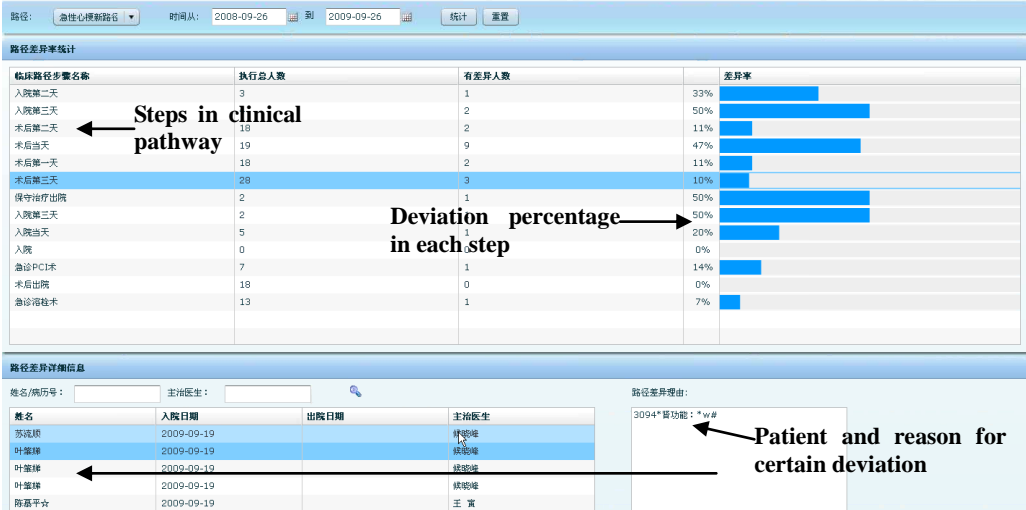 路径： 急性心梗新路径 时间从： 2008-09-26 到 2009-09-26 统计 重置
路径差异率统计
临床路径步骤名称 执行总人数 有差异人数 差异率
入院第二天 3 1 33%
入院第三天 2 50%
术后第二天 18 2 11%
术后当天 19 9 47%
术后第一天 18 2 11%
术后第三天 28 3 10%
保守治疗出院 2 1 50%
入院第三天 2 50%
入院当天 5 1 20%
入院 0 0 0%
急诊PCI术 7 1 14%
术后出院 18 0 0%
急诊溶栓术 13 1 7%
Steps in clinical
pathway
Deviation percentage
in each step
路径差异详细信息
姓名/病历号： 主治医生： 路径差异理由：
姓名 入院日期 出院日期 主治医生
2009-09-19
2009-09-19
2009-09-19
2009-09-19
2009-09-19 王
3094*肾功能：*w#
Patient and reason for
certain deviation